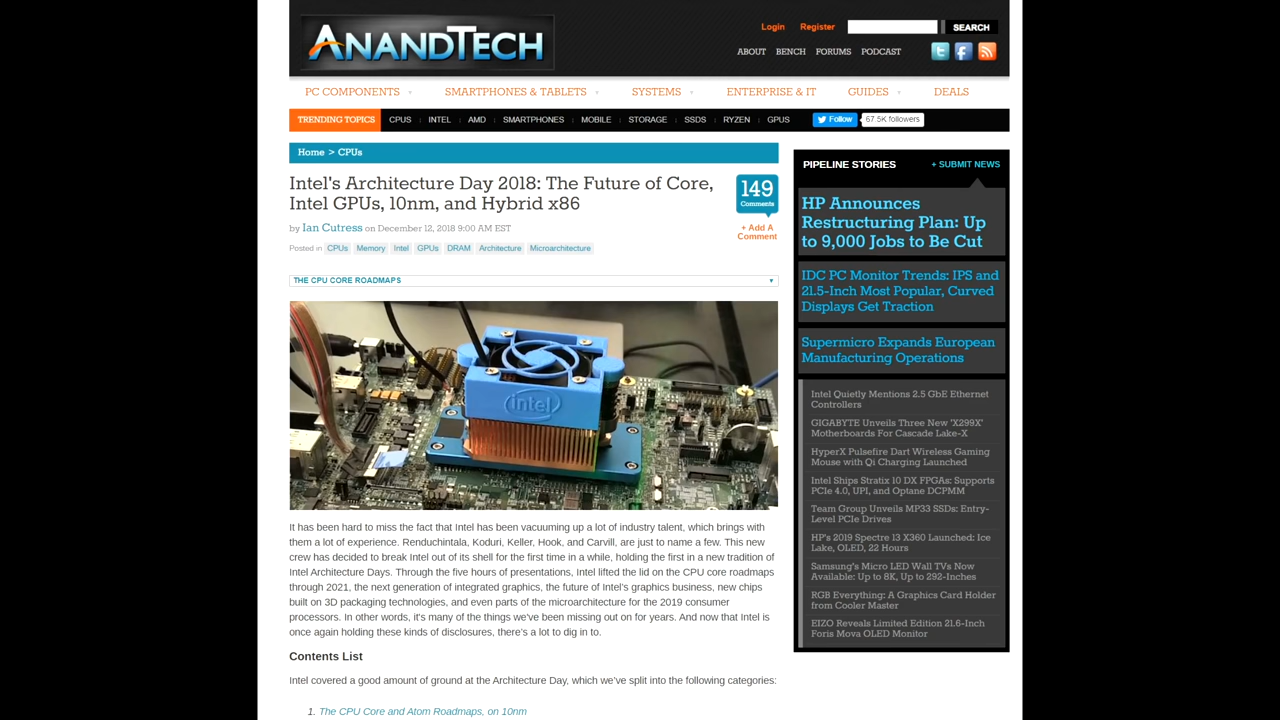 ANANDTECH
Login Register SEARCH
ABOUT BENCH FORUMS PODCAST
PC COMPONENTS SMARTPHONES & TABLETS SYSTEMS ENTERPRISE & IT GUIDES DEALS
TRENDING TOPICS CPUS INTEL AMD SMARTPHONES MOBILE STORAGE SSDS RYZEN GPUS Follow 67.5K followers
Home > CPUs
Intel's Architecture Day 2018: The Future of Core,
Intel GPUs, 10nm, and Hybrid x86
149
Comments
+ Add A
Comment
by Ian Cutress on December 12, 2018 9:00 AM EST
Posted in CPUs Memory Intel GPUs DRAM Architecture Microarchitecture
THE CPU CORE ROADMAPS
intel
It has been hard to miss the fact that Intel has been vacuuming up a lot of industry talent, which brings with
them a lot of experience. Renduchintala, Koduri, Keller, Hook, and Carvill, are just to name a few. This new
crew has decided to break Intel out of its shell for the first time in a while, holding the first in a new tradition of
Intel Architecture Days. Through the five hours of presentations, Intel lifted the lid on the CPU core roadmaps
through 2021, the next generation of integrated graphics, the future of Intel's graphics business, new chips
built on 3D packaging technologies, and even parts of the microarchitecture for the 2019 consumer
processors. In other words, it's many of the things we've been missing out on for years. And now that Intel is
once again holding these kinds of disclosures, there's a lot to dig in to.
Contents List
Intel covered a good amount of ground at the Architecture Day, which we've split into the following categories:
1. The CPU Core and Atom Roadmaps, on 10nm
PIPELINE STORIES + SUBMIT NEWS
HP Announces
Restructuring Plan: Up
to 9,000 Jobs to Be Cut
IDC PC Monitor Trends: IPS and
21.5-Inch Most Popular, Curved
Displays Get Traction
Supermicro Expands European
Manufacturing Operations
Intel Quietly Mentions 2.5 GbE Ethernet
Controllers
GIGABYTE Unveils Three New 'X299X'
Motherboards For Cascade Lake-X
HyperX Pulsefire Dart Wireless Gaming
Mouse with Qi Charging Launched
Intel Ships Stratix 10 DX FPGAs: Supports
PCIe 4.0, UPI, and Optane DCPMM
Team Group Unveils MP33 SSDs: Entry-
Level PCIe Drives
HP's 2019 Spectre 13 X360 Launched: Ice
Lake, OLED, 22 Hours
Samsung's Micro LED Wall TVs Now
Available: Up to 8K, Up to 292-Inches
RGB Everything: A Graphics Card Holder
from Cooler Master
EIZO Reveals Limited Edition 21.6-Inch
Foris Nova OLED Monitor